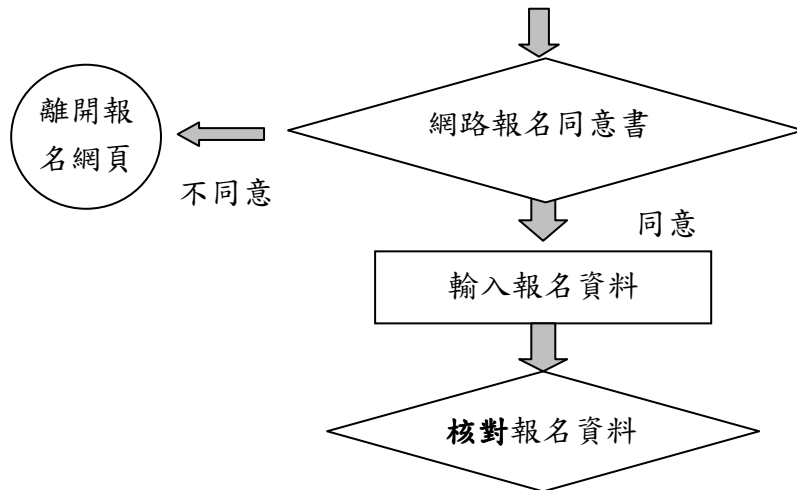 離開報
名網頁
網路報名同意書
不同意
同意
輸入報名資料
核對報名資料